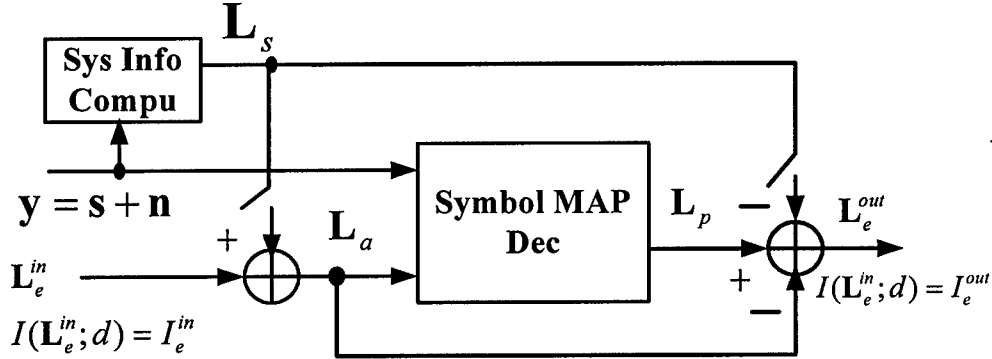 L_s
Sys Info
Compu
y = s + n
Symbol MAP
Dec
L_p
L_e^{out}
L_a
+
−
+
−
L_e^{in}
I(L_e^{in};d) = I_e^{in}
I(L_e^{in};d) = I_e^{out}